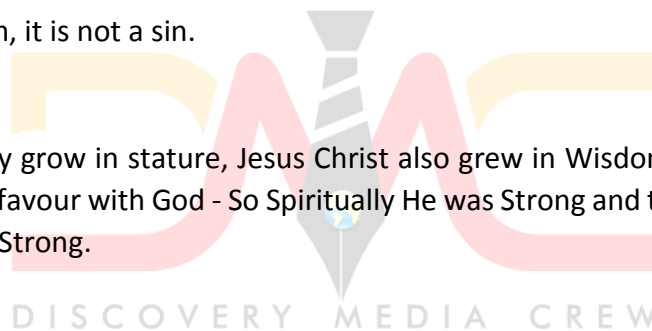 , it is not a sin.
y grow in stature, Jesus Christ also grew in Wisdo
favour with God - So Spiritually He was Strong and t
Strong.
DISCOVERY MEDIA CREW